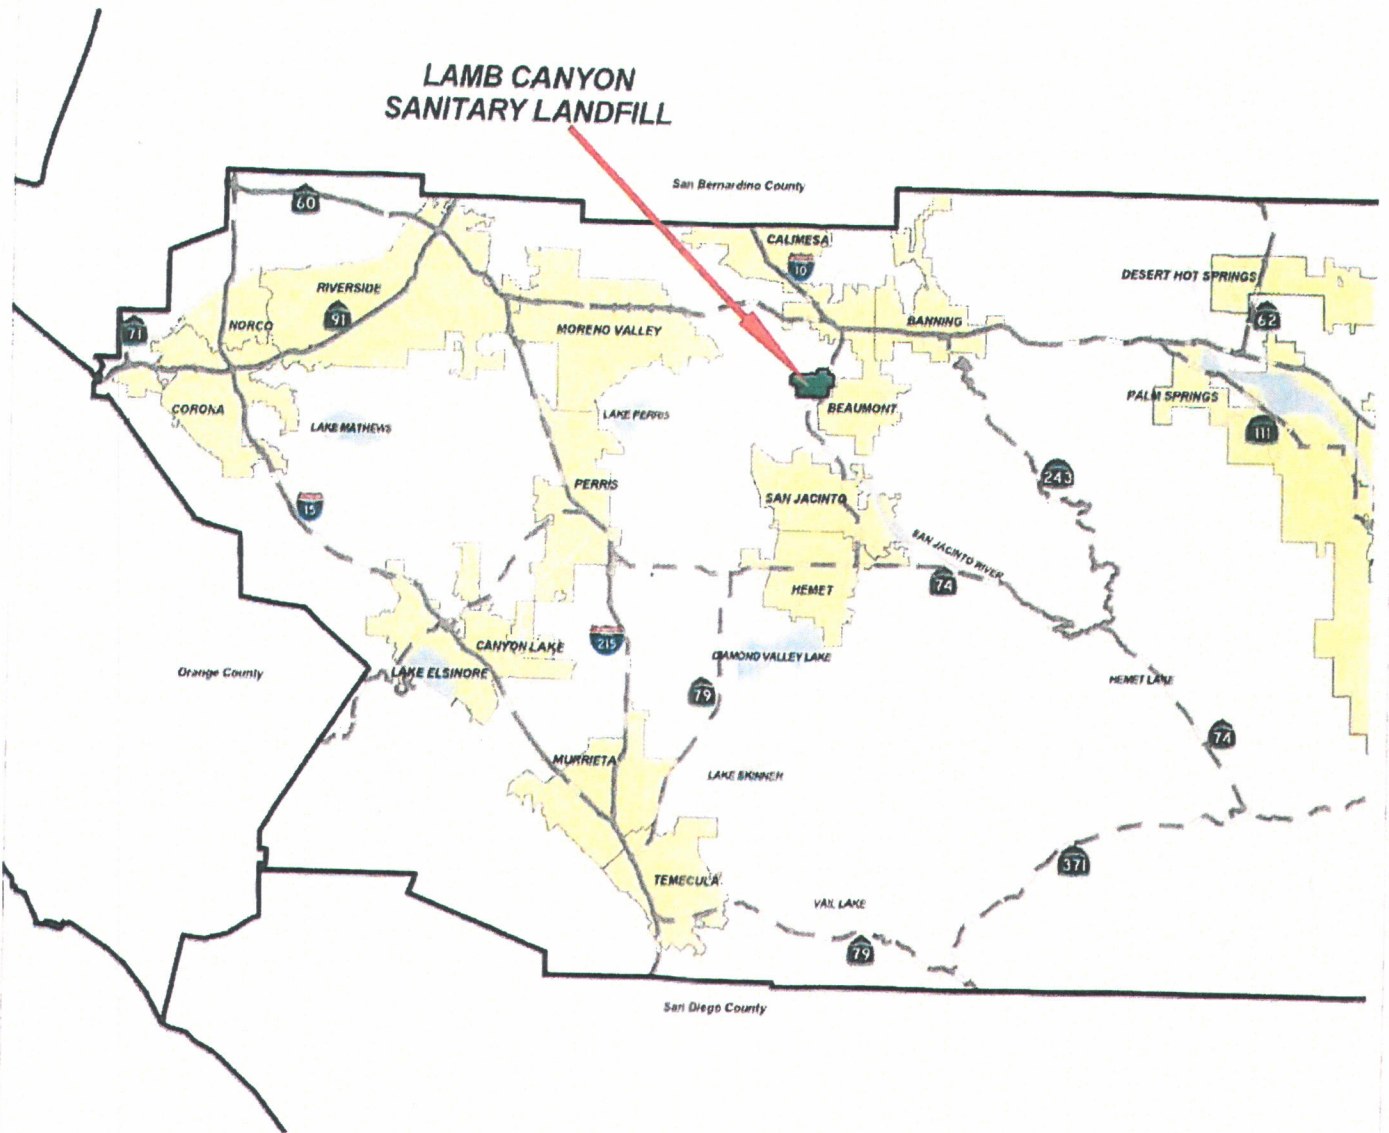 LAMB CANYON
SANITARY LANDFILL
San Bernardino County
60
CALIMESA
10
DESERT HOT SPRINGS
RIVERSIDE
91
NORCO
71
MORENO VALLEY
BANNING
62
CORONA
LAKE MATHEWS
LAKE PERRIS
BEAUMONT
PALM SPRINGS
111
PERRIS
SAN JACINTO
243
15
SAN JACINTO RIVER
74
HEMET
CANYON LAKE
215
DIAMOND VALLEY LAKE
Orange County
LAKE ELSINORE
HEMET LAKE
79
74
MURRIETA
LAKE SKINNER
371
TEMECULA
VAIL LAKE
79
San Diego County